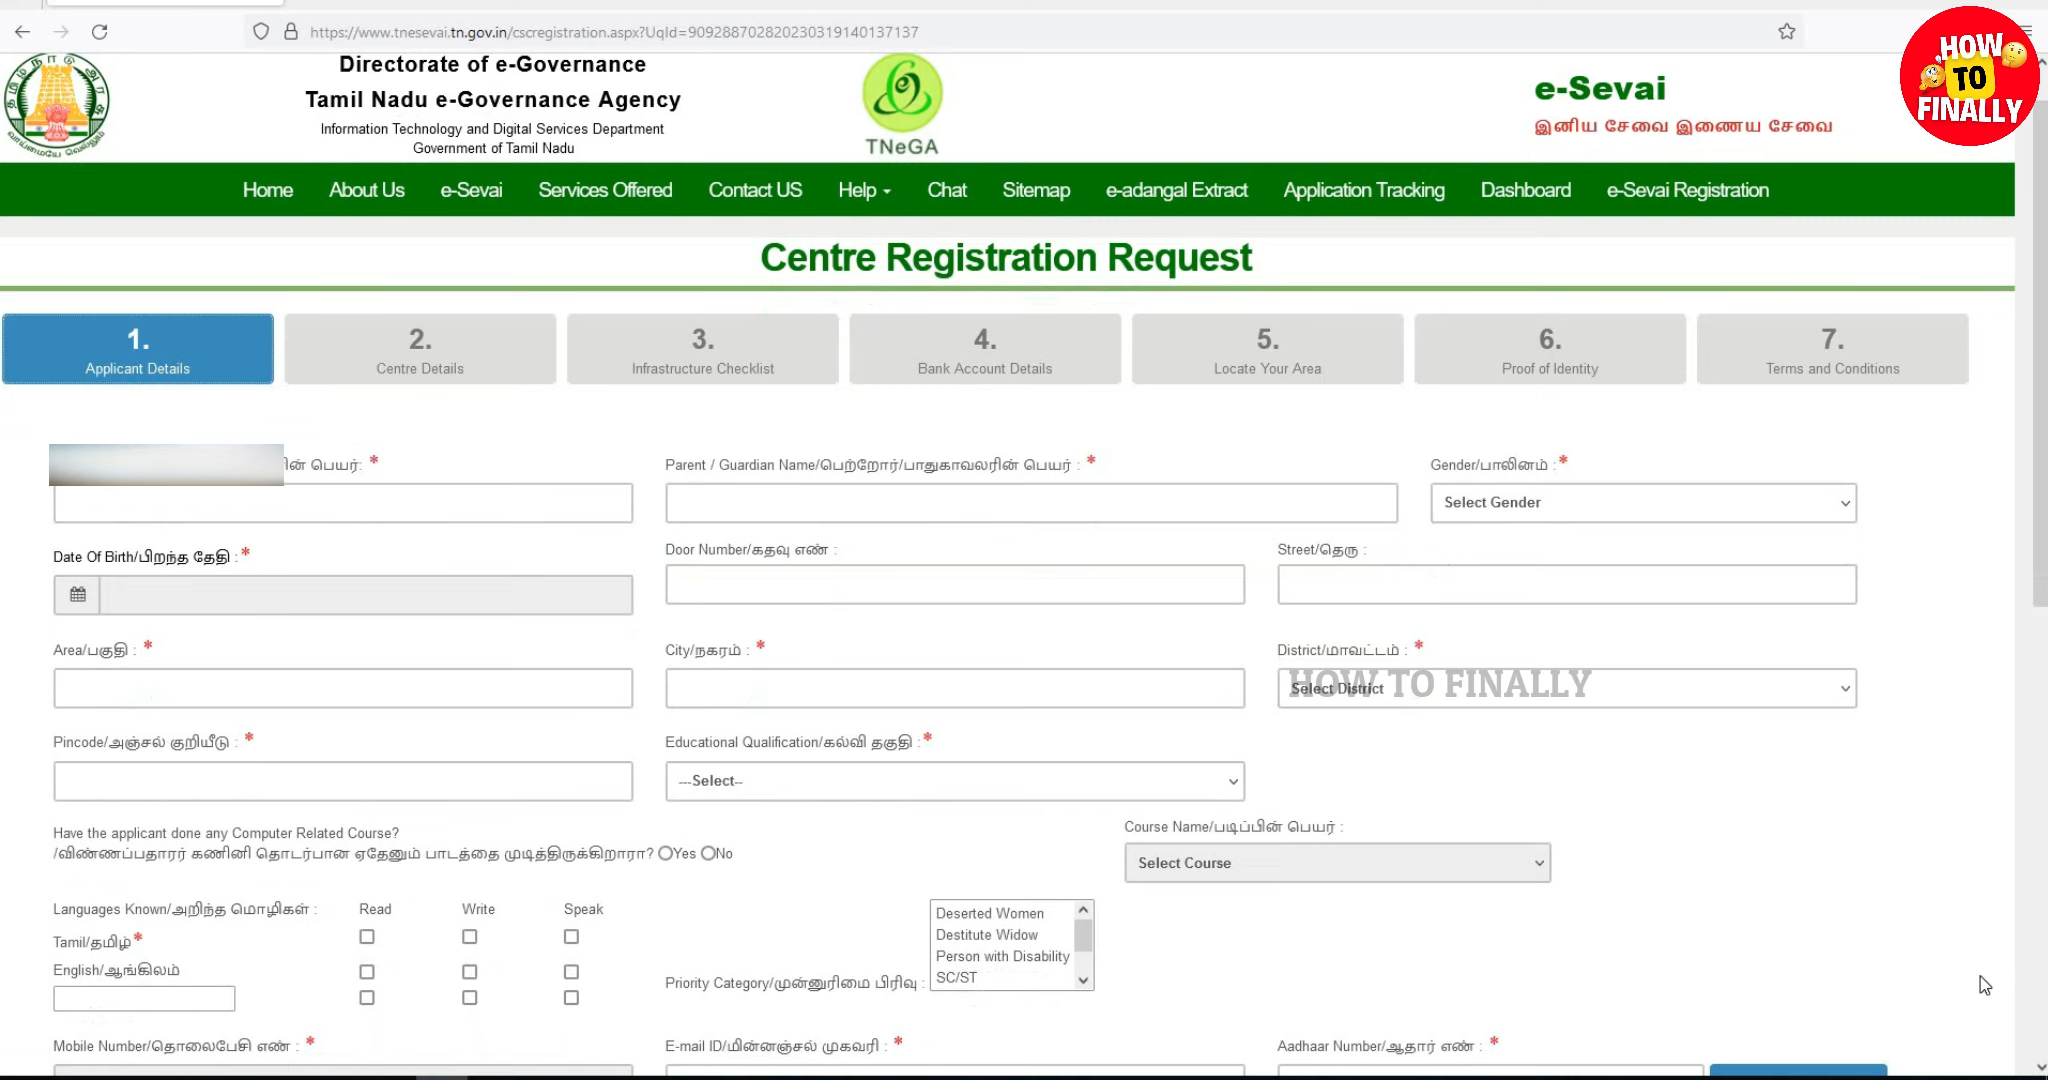 https://www.tnesevai.tn.gov.in/cscregistration.aspx?UqId=909288702820230319140137137
HOW
TO
FINALLY
Directorate of e-Governance
Tamil Nadu e-Governance Agency
Information Technology and Digital Services Department
Government of Tamil Nadu
TNeGA
e-Sevai
இனிய சேவை இணைய சேவை
Home About Us e-Sevai Services Offered Contact US Help Chat Sitemap e-adangal Extract Application Tracking Dashboard e-Sevai Registration
Centre Registration Request
1. 2. 3. 4. 5. 6. 7.
Applicant Details Centre Details Infrastructure Checklist Bank Account Details Locate Your Area Proof of Identity Terms and Conditions
ின் பெயர்: * Parent / Guardian Name/பெற்றோர்/பாதுகாவலரின் பெயர் : * Gender/பாலினம் : *
Select Gender
Date Of Birth/பிறந்த தேதி : * Door Number/கதவு எண் : Street/தெரு :
Area/பகுதி : * City/நகரம் : * District/மாவட்டம் : *
Select District
HOW TO FINALLY
Pincode/அஞ்சல் குறியீடு : * Educational Qualification/கல்வி தகுதி : *
---Select--
Have the applicant done any Computer Related Course?
/விண்ணப்பதாரர் கணினி தொடர்பான ஏதேனும் பாடத்தை முடித்திருக்கிறாரா? Yes No
Course Name/படிப்பின் பெயர் :
Select Course
Languages Known/அறிந்த மொழிகள் : Read Write Speak
Tamil/தமிழ் *
English/ஆங்கிலம்
Priority Category/முன்னுரிமை பிரிவு :
Deserted Women
Destitute Widow
Person with Disability
SC/ST
Mobile Number/தொலைபேசி எண் : * E-mail ID/மின்னஞ்சல் முகவரி : * Aadhaar Number/ஆதார் எண் : *